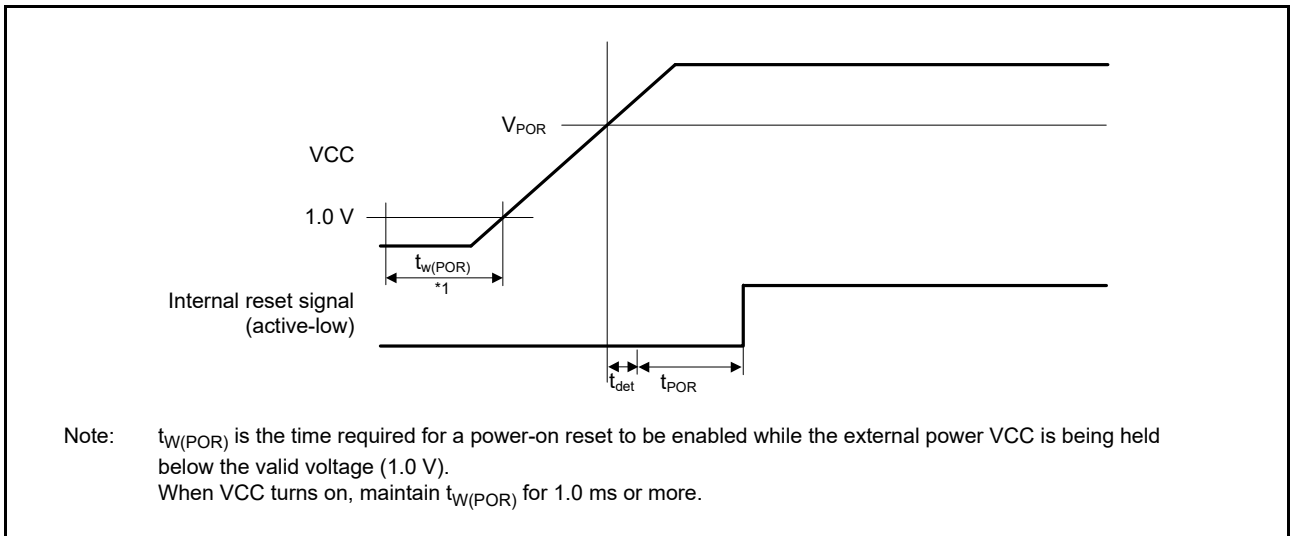 V_POR
VCC
1.0 V
t_w(POR)
*1
Internal reset signal
(active-low)
t_det
t_POR
Note: t_W(POR) is the time required for a power-on reset to be enabled while the external power VCC is being held
below the valid voltage (1.0 V).
When VCC turns on, maintain t_W(POR) for 1.0 ms or more.